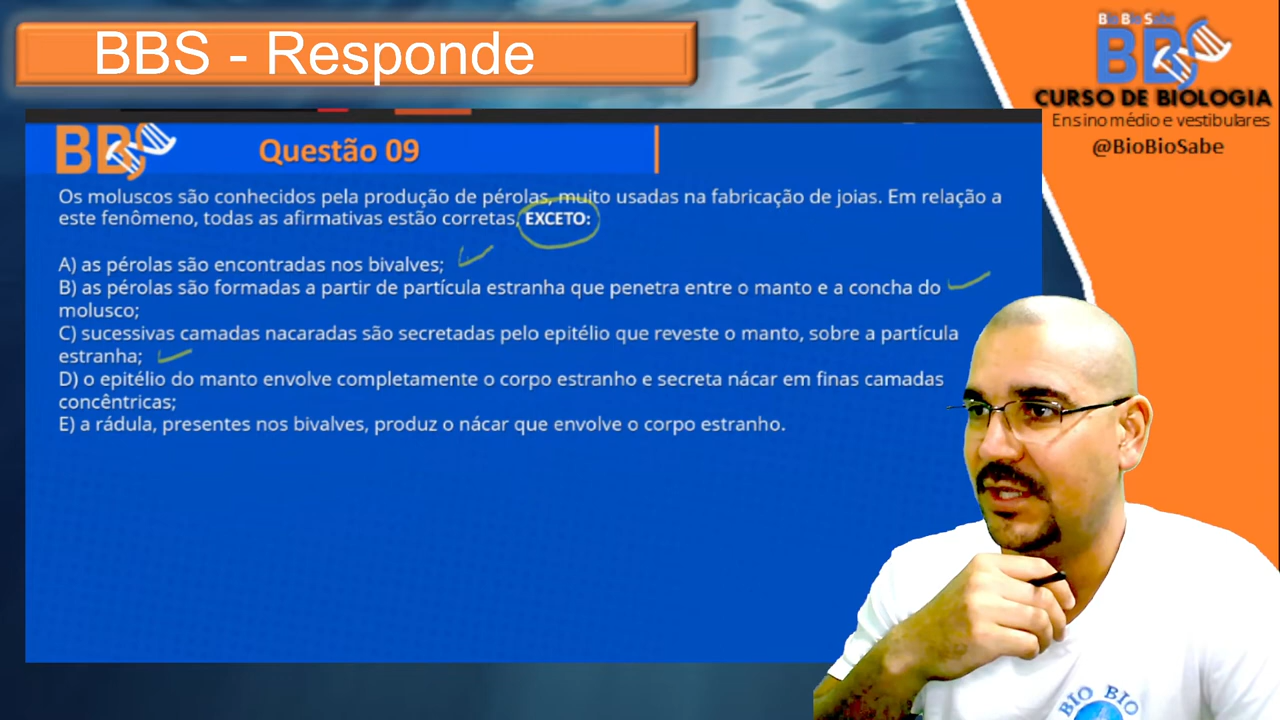 BBS - Responde
Bio Bio Sabe
BBS
CURSO DE BIOLOGIA
Ensino médio e vestibulares
@BioBioSabe
BBS
Questão 09
Os moluscos são conhecidos pela produção de pérolas, muito usadas na fabricação de joias. Em relação a
este fenômeno, todas as afirmativas estão corretas, EXCETO:
A) as pérolas são encontradas nos bivalves;
B) as pérolas são formadas a partir de partícula estranha que penetra entre o manto e a concha do
molusco;
C) sucessivas camadas nacaradas são secretadas pelo epitélio que reveste o manto, sobre a partícula
estranha;
D) o epitélio do manto envolve completamente o corpo estranho e secreta nácar em finas camadas
concêntricas;
E) a rádula, presentes nos bivalves, produz o nácar que envolve o corpo estranho.
BIO BIO